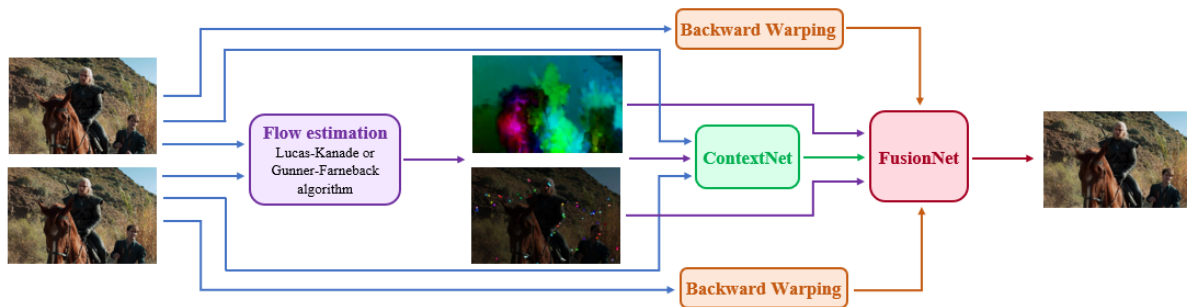 Backward Warping
Flow estimation
Lucas-Kanade or
Gunner-Farneback
algorithm
ContextNet
FusionNet
Backward Warping